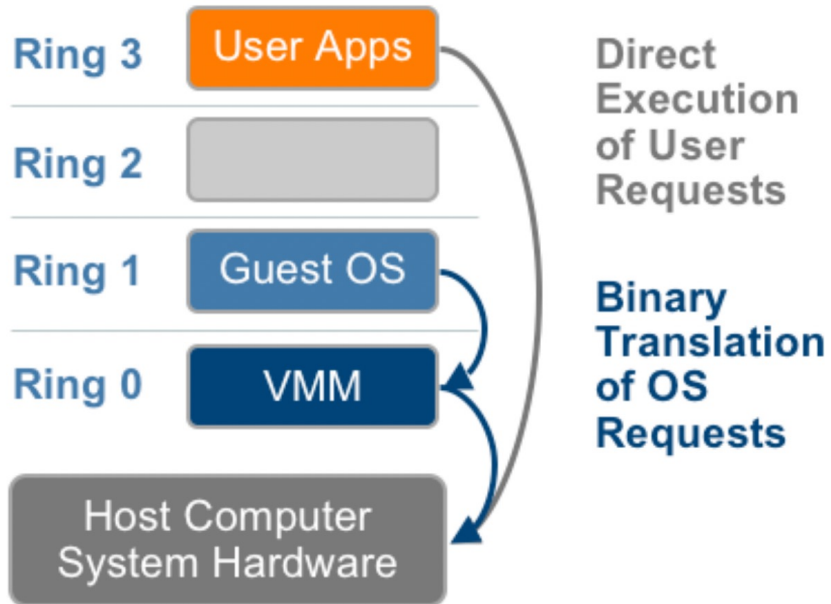 Ring 3
User Apps
Ring 2
Ring 1
Guest OS
Ring 0
VMM
Host Computer
System Hardware
Direct
Execution
of User
Requests
Binary
Translation
of OS
Requests